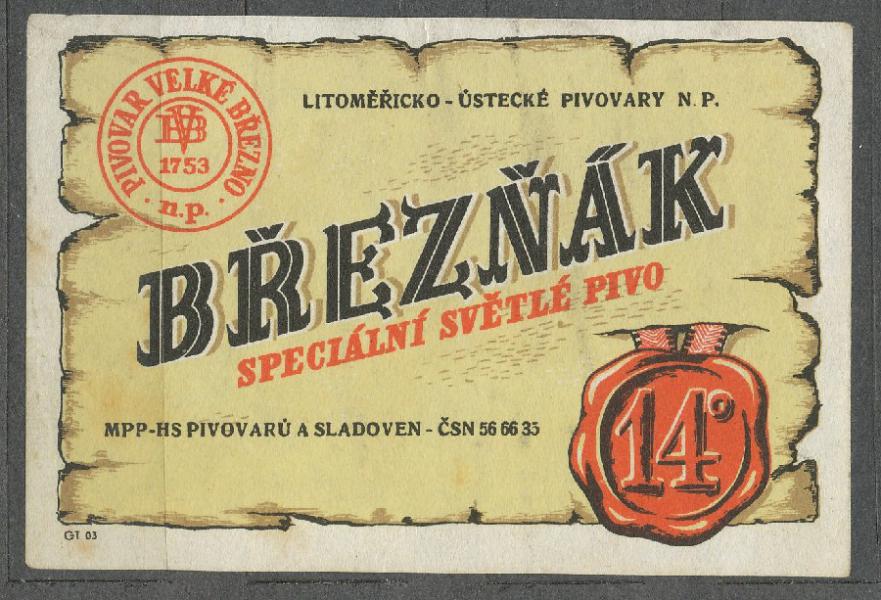 LITOMĚŘICKO-ÚSTECKÉ PIVOVARY N.P.
PIVOVAR VELKÉ BŘEZNO
VB
1753
· n.p. ·
BŘEZŇÁK
SPECIÁLNÍ SVĚTLÉ PIVO
14°
MPP-HS PIVOVARŮ A SLADOVEN - ČSN 56 66 35
GT 03